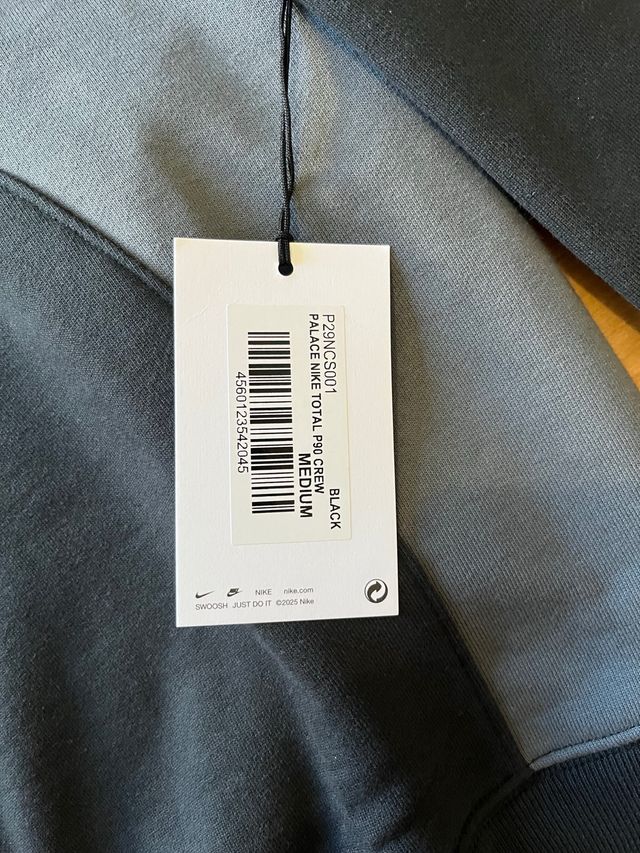 P29NCS001 BLACK
PALACE NIKE TOTAL P90 CREW
MEDIUM
4560123542045
NIKE nike.com
SWOOSH JUST DO IT ©2025 Nike